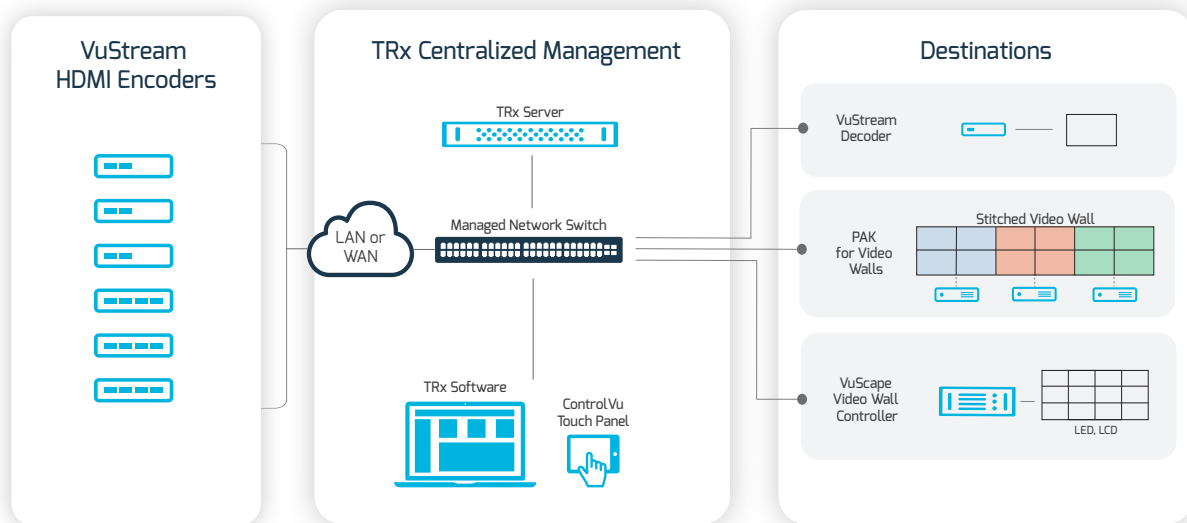 VuStream
HDMI Encoders
TRx Centralized Management
TRx Server
LAN or
WAN
Managed Network Switch
TRx Software
ControlVu
Touch Panel
Destinations
VuStream
Decoder
PAK
for Video
Walls
Stitched Video Wall
VuScape
Video Wall
Controller
LED, LCD